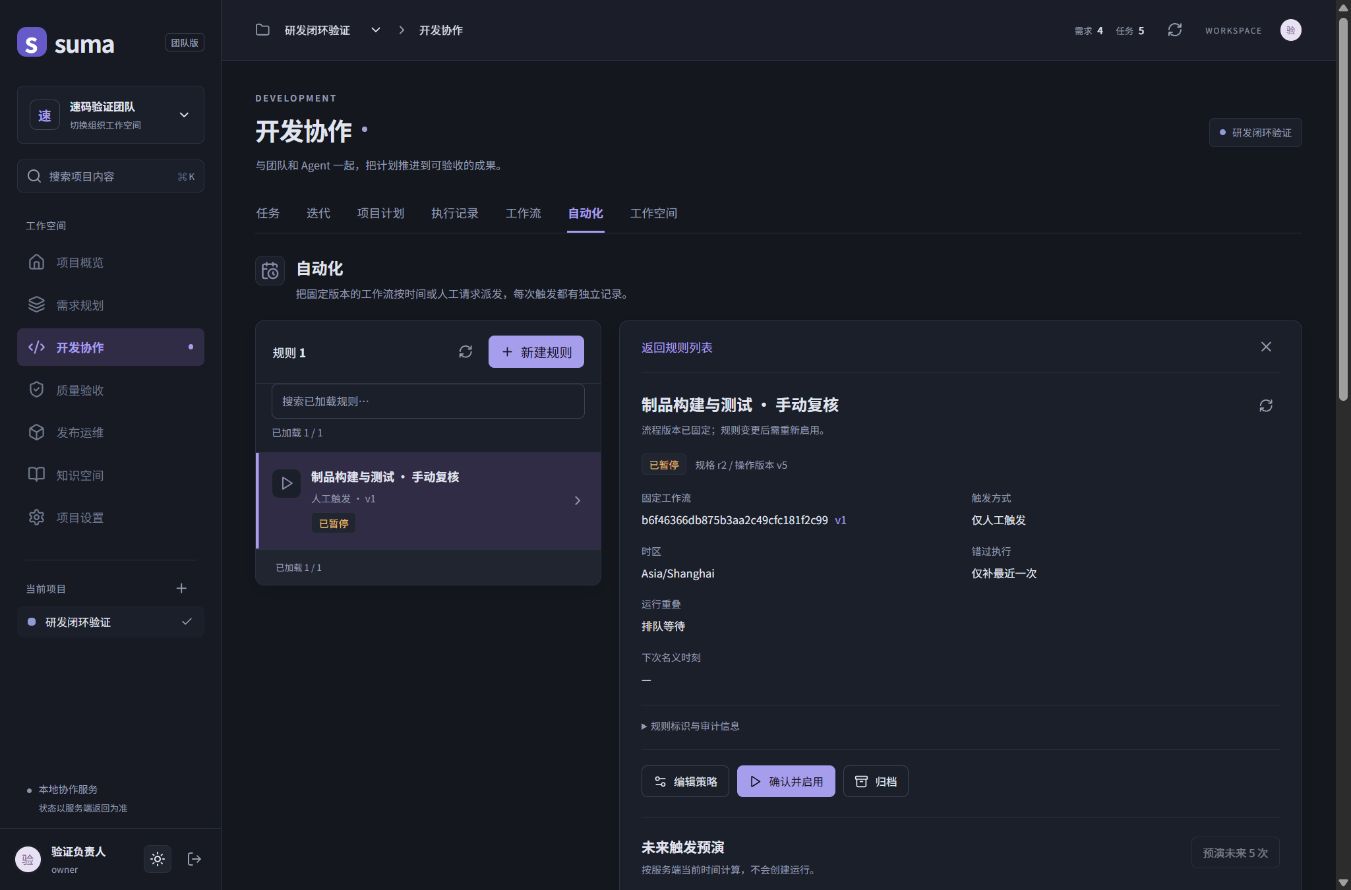 S suma 团队版
速 速码验证团队
切换组织工作空间
搜索项目内容 ⌘K
工作空间
项目概览
需求规划
开发协作
质量验收
发布运维
知识空间
项目设置
当前项目 +
研发闭环验证
本地协作服务
状态以服务端返回为准
验 验证负责人
owner
研发闭环验证 开发协作
需求 4 任务 5 WORKSPACE 验
DEVELOPMENT
开发协作
与团队和 Agent 一起，把计划推进到可验收的成果。
研发闭环验证
任务 迭代 项目计划 执行记录 工作流 自动化 工作空间
自动化
把固定版本的工作流按时间或人工请求派发，每次触发都有独立记录。
规则 1 + 新建规则
搜索已加载规则…
已加载 1 / 1
制品构建与测试 · 手动复核
人工触发 · v1
已暂停
已加载 1 / 1
返回规则列表
制品构建与测试 · 手动复核
流程版本已固定；规则变更后需重新启用。
已暂停 规格 r2 / 操作版本 v5
固定工作流 触发方式
b6f46366db875b3aa2c49cfc181f2c99 v1 仅人工触发
时区 错过执行
Asia/Shanghai 仅补最近一次
运行重叠
排队等待
下次名义时刻
—
规则标识与审计信息
编辑策略 确认并启用 归档
未来触发预演 预演未来 5 次
按服务端当前时间计算，不会创建运行。